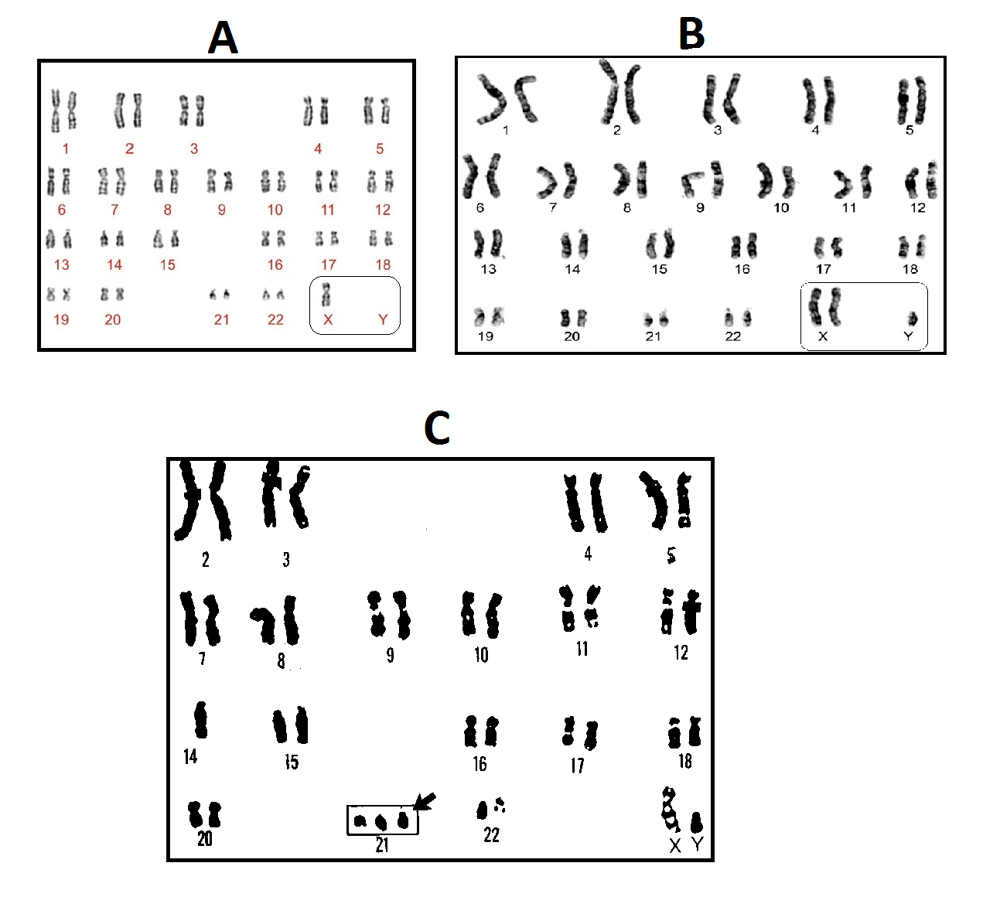 A
B
1 2 3 4 5
6 7 8 9 10 11 12
13 14 15 16 17 18
19 20 21 22 X Y
1 2 3 4 5
6 7 8 9 10 11 12
13 14 15 16 17 18
19 20 21 22 X Y
C
2 3 4 5
7 8 9 10 11 12
14 15 16 17 18
20 21 22 X Y